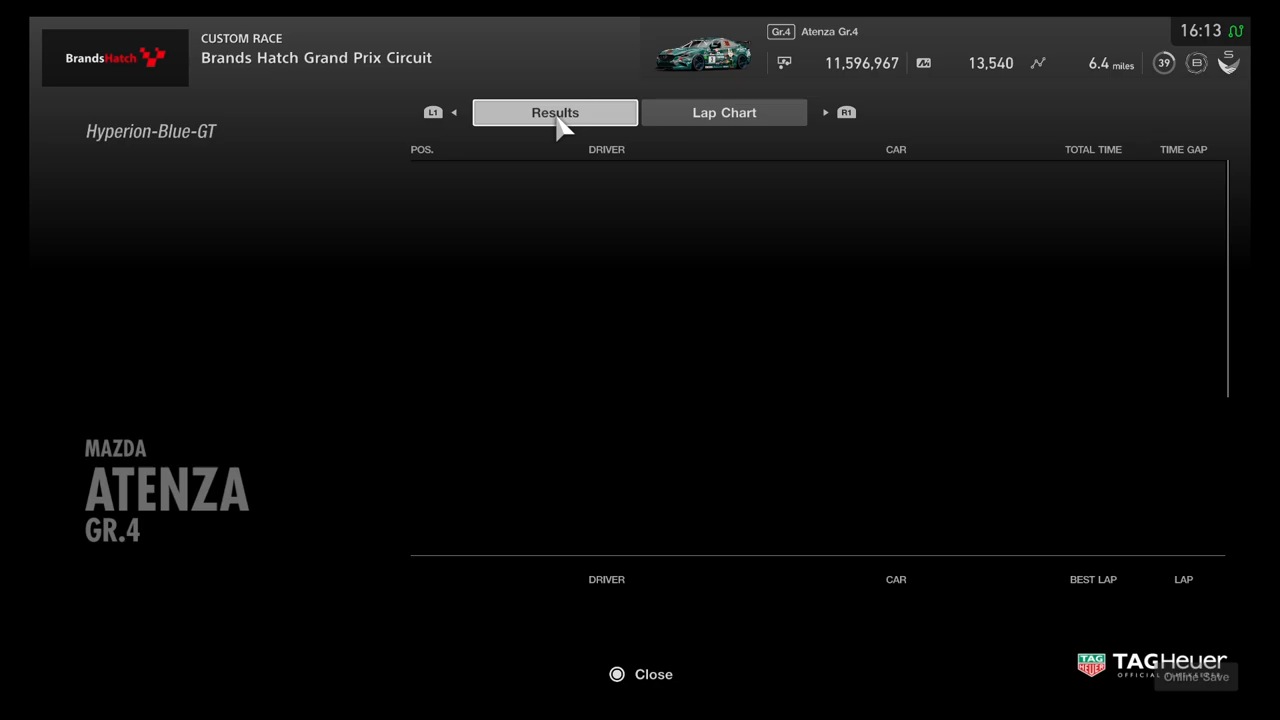 BrandsHatch
CUSTOM RACE
Brands Hatch Grand Prix Circuit
Gr.4 Atenza Gr.4
11,596,967 13,540 6.4 miles 39 B S
16:13
L1 Results Lap Chart R1
Hyperion-Blue-GT
POS. DRIVER CAR TOTAL TIME TIME GAP
MAZDA
ATENZA
GR.4
DRIVER CAR BEST LAP LAP
Close
TAG HEUER
TAGHeuer
Online Save